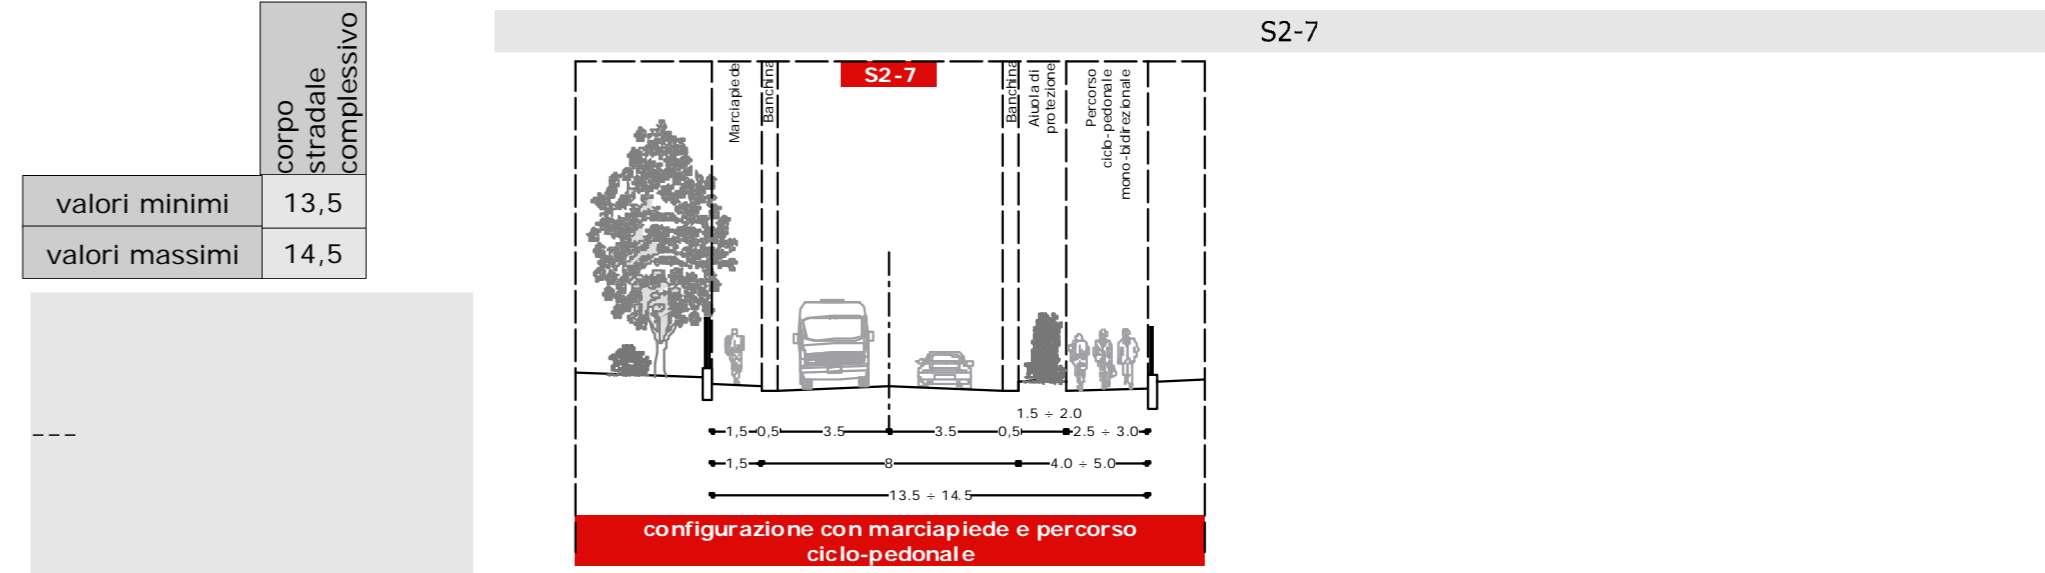 corpo
stradale
complessivo
valori minimi 13,5
valori massimi 14,5
---
S2-7
S2-7
Marciapiede
Banchina
Banchina
Aiuola di
protezione
Percorso
ciclo-pedonale
mono-bidirezionale
1.5 ÷ 2.0
1,5 0,5 3.5 3.5 0,5 2.5 ÷ 3.0
1,5 8 4.0 ÷ 5.0
13.5 ÷ 14.5
configurazione con marciapiede e percorso
ciclo-pedonale